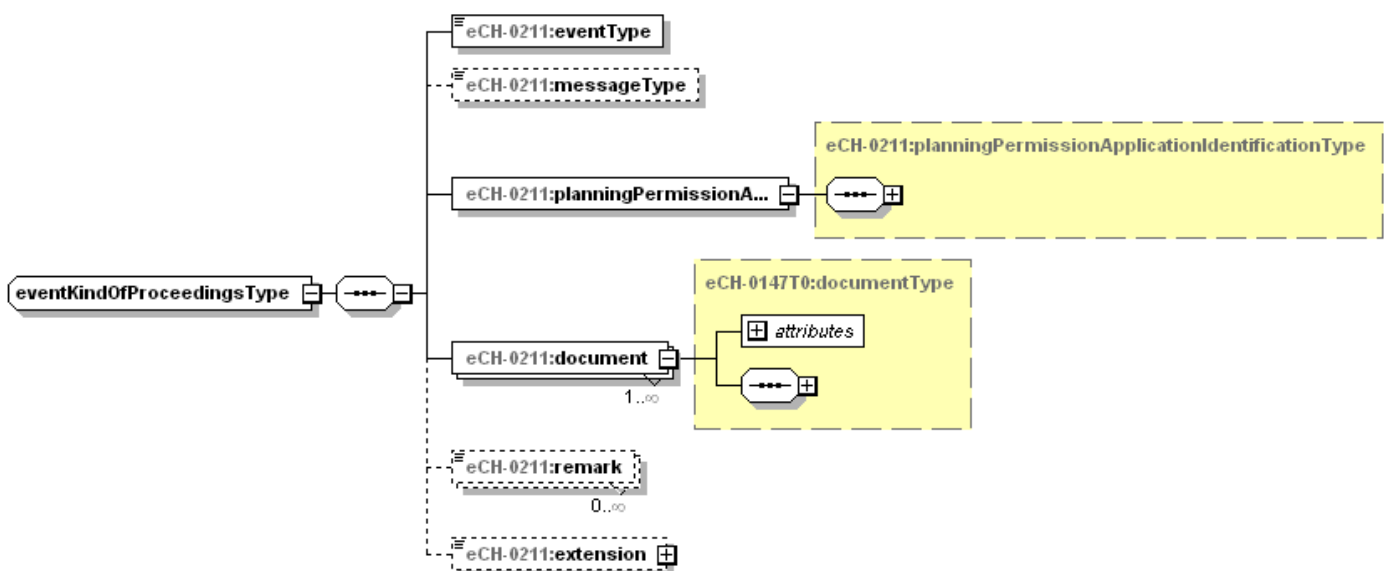 eCH-0211:eventType
eCH-0211:messageType
eCH-0211:planningPermissionApplicationIdentificationType
eCH-0211:planningPermissionA...
eventKindOfProceedingsType
eCH-0147T0:documentType
attributes
eCH-0211:document
1..∞
eCH-0211:remark
0..∞
eCH-0211:extension